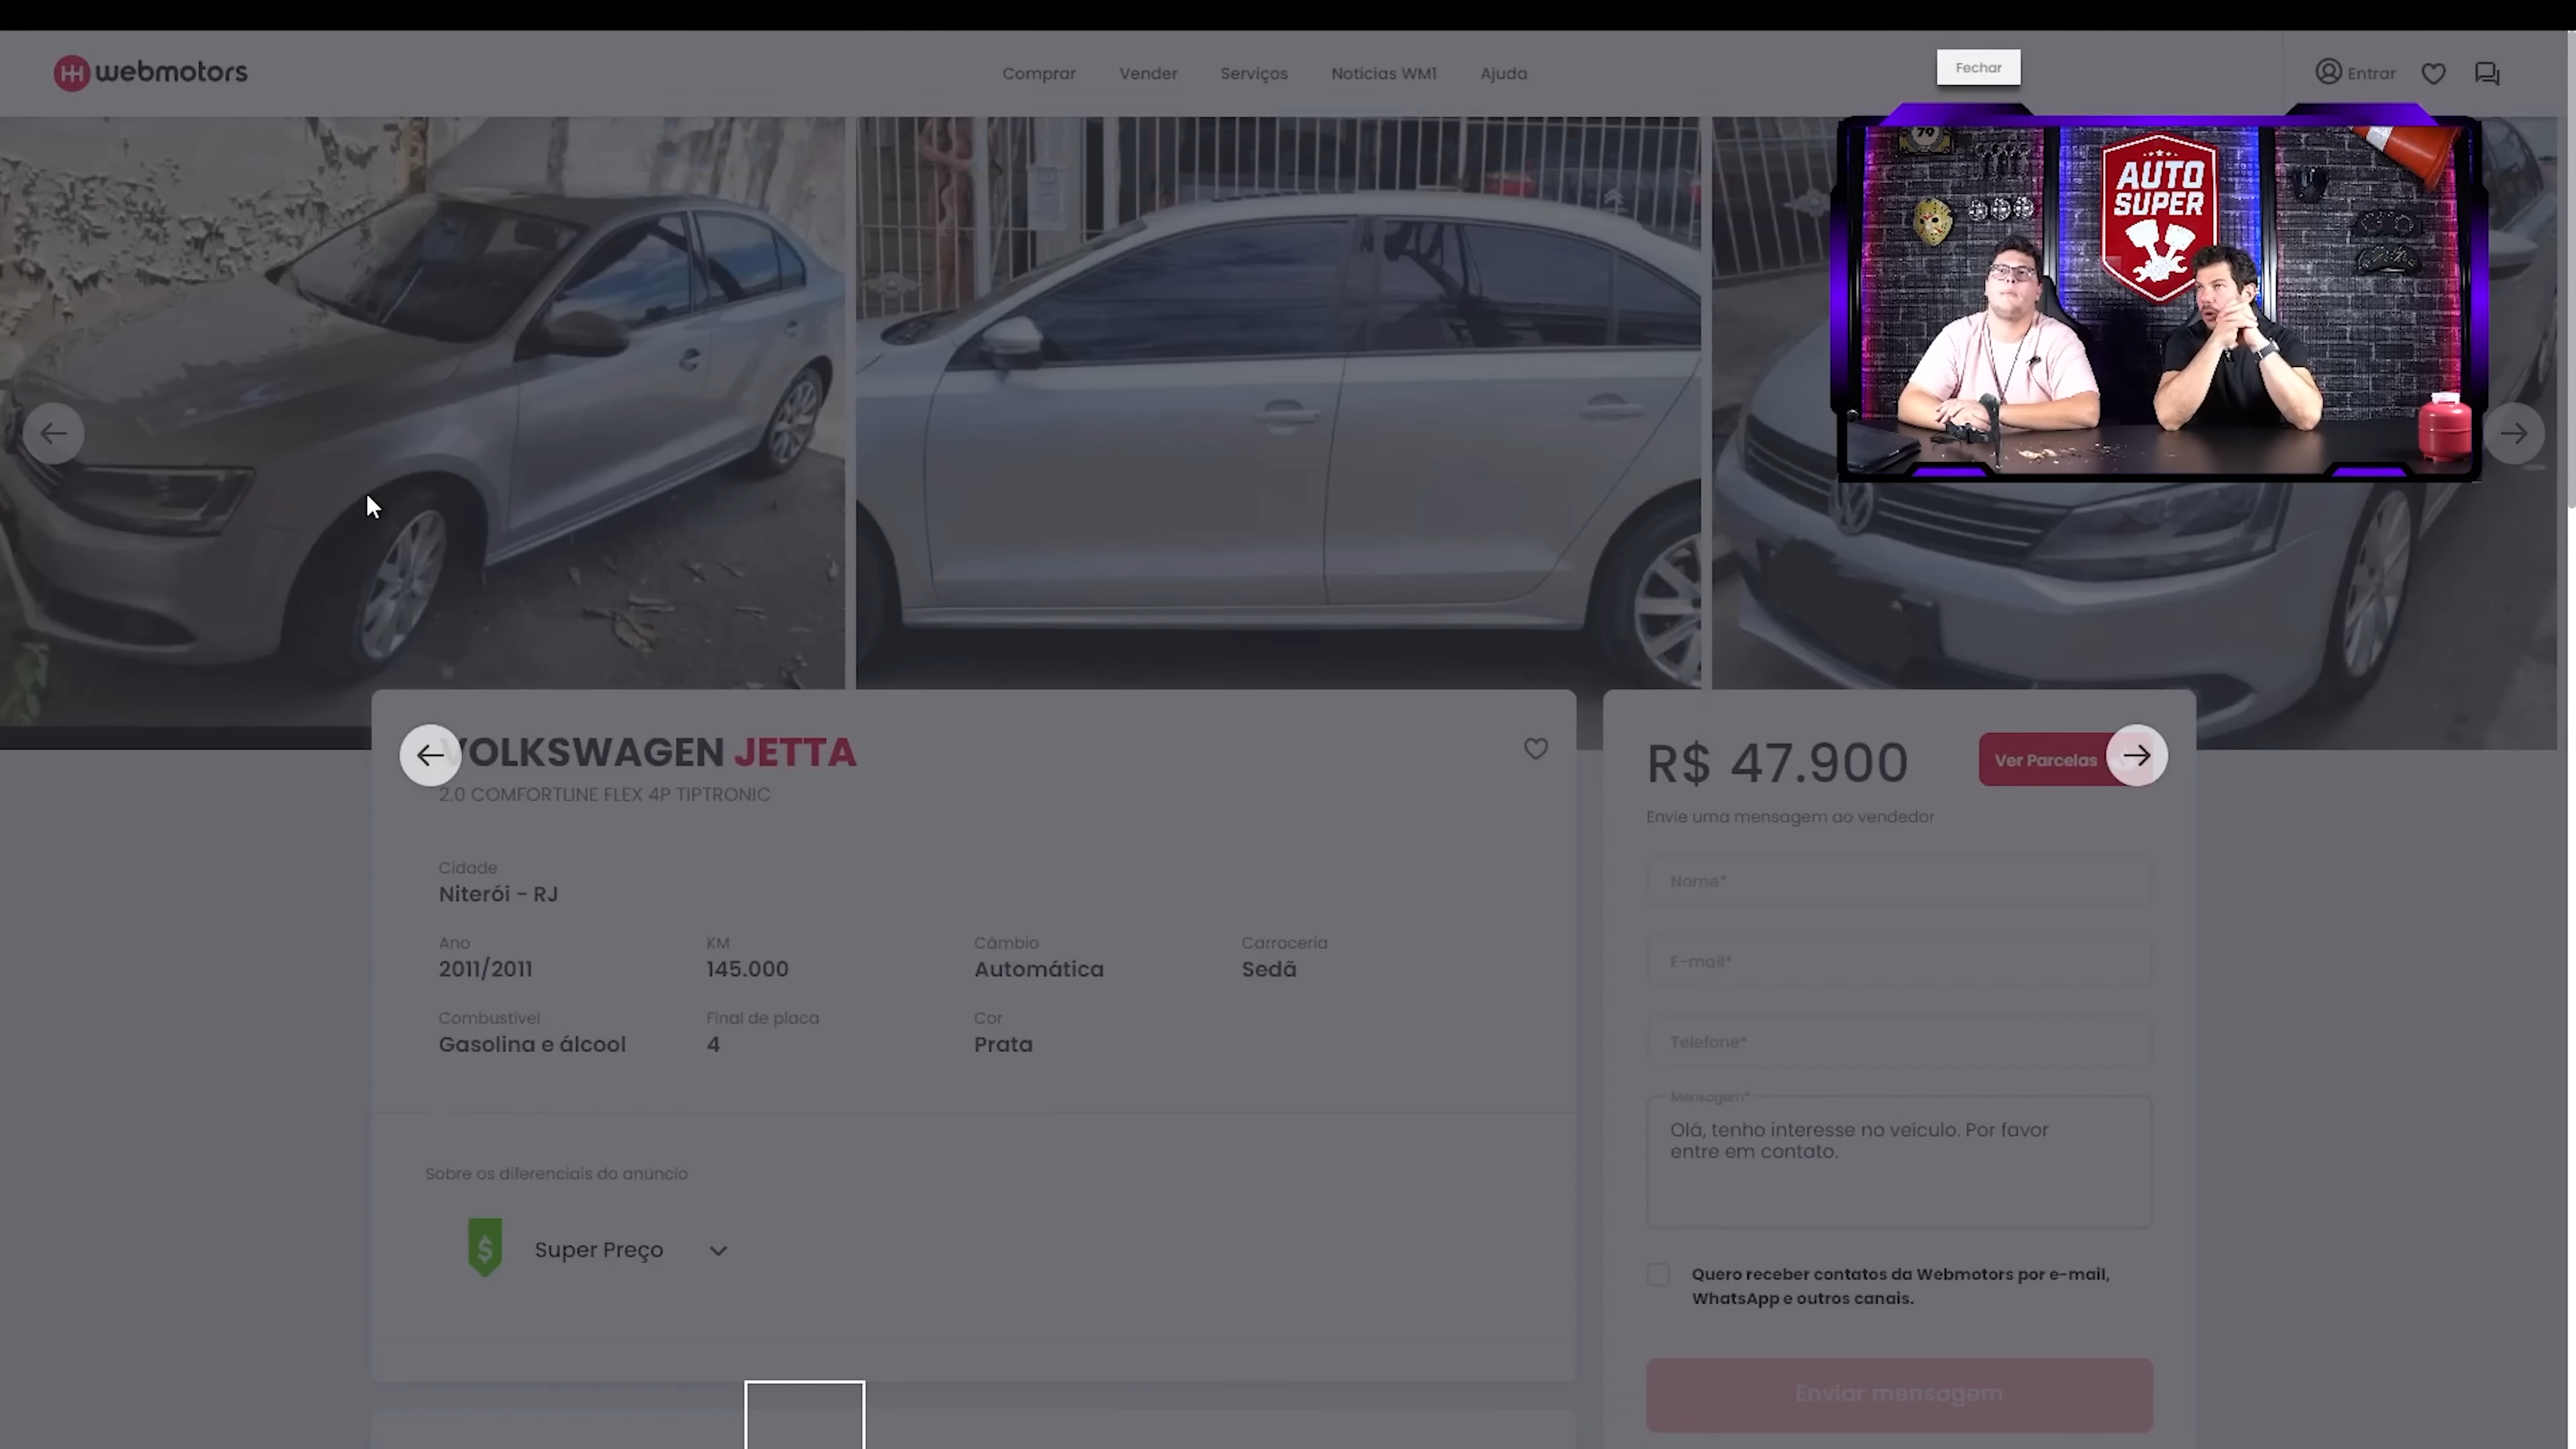 webmotors
Comprar
Vender
Serviços
Notícias WM1
Ajuda
Fechar
Entrar
79
AUTO
SUPER
VOLKSWAGEN JETTA
2.0 COMFORTLINE FLEX 4P TIPTRONIC
Cidade
Niterói - RJ
Ano
2011/2011
KM
145.000
Câmbio
Automática
Carroceria
Sedã
Combustível
Gasolina e álcool
Final de placa
4
Cor
Prata
Sobre os diferenciais do anúncio
$
Super Preço
R$ 47.900
Ver Parcelas
Envie uma mensagem ao vendedor
Nome*
E-mail*
Telefone*
Mensagem*
Olá, tenho interesse no veículo. Por favor
entre em contato.
Quero receber contatos da Webmotors por e-mail,
WhatsApp e outros canais.
Enviar mensagem